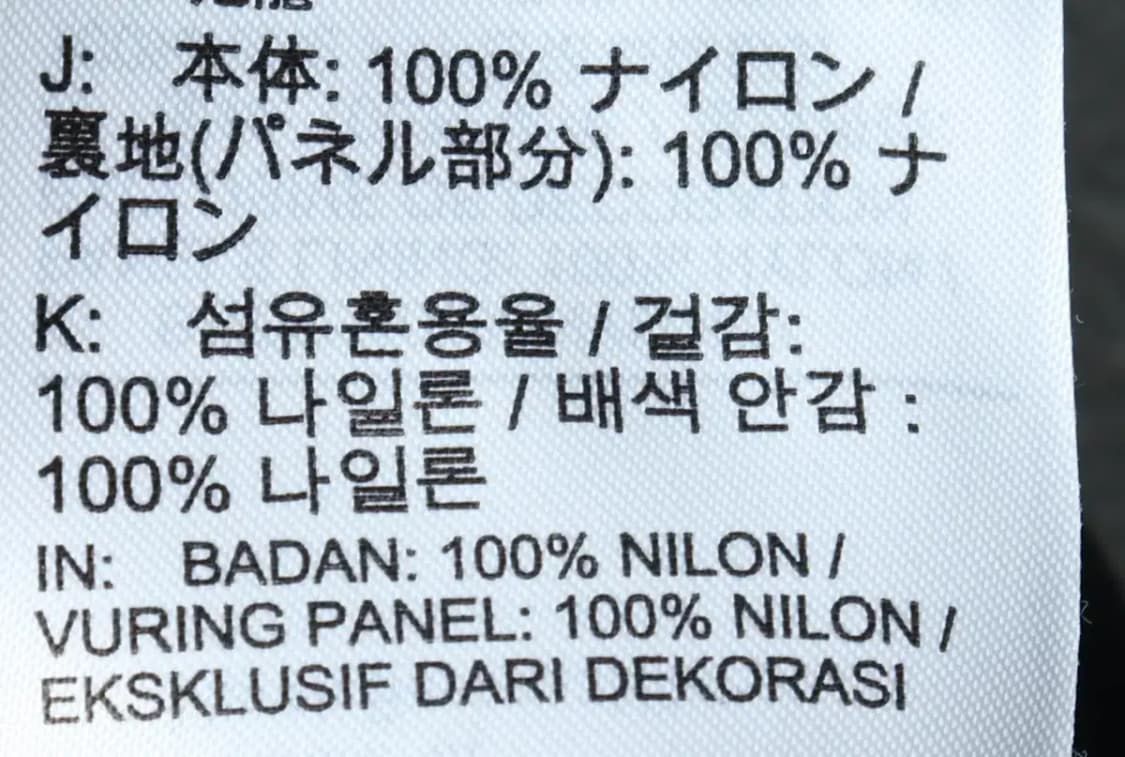 J: 本体: 100% ナイロン /
裏地(パネル部分): 100% ナ
イロン
K: 섬유혼용율 / 걸감:
100% 나일론 / 배색 안감 :
100% 나일론
IN: BADAN: 100% NILON /
VURING PANEL: 100% NILON /
EKSKLUSIF DARI DEKORASI